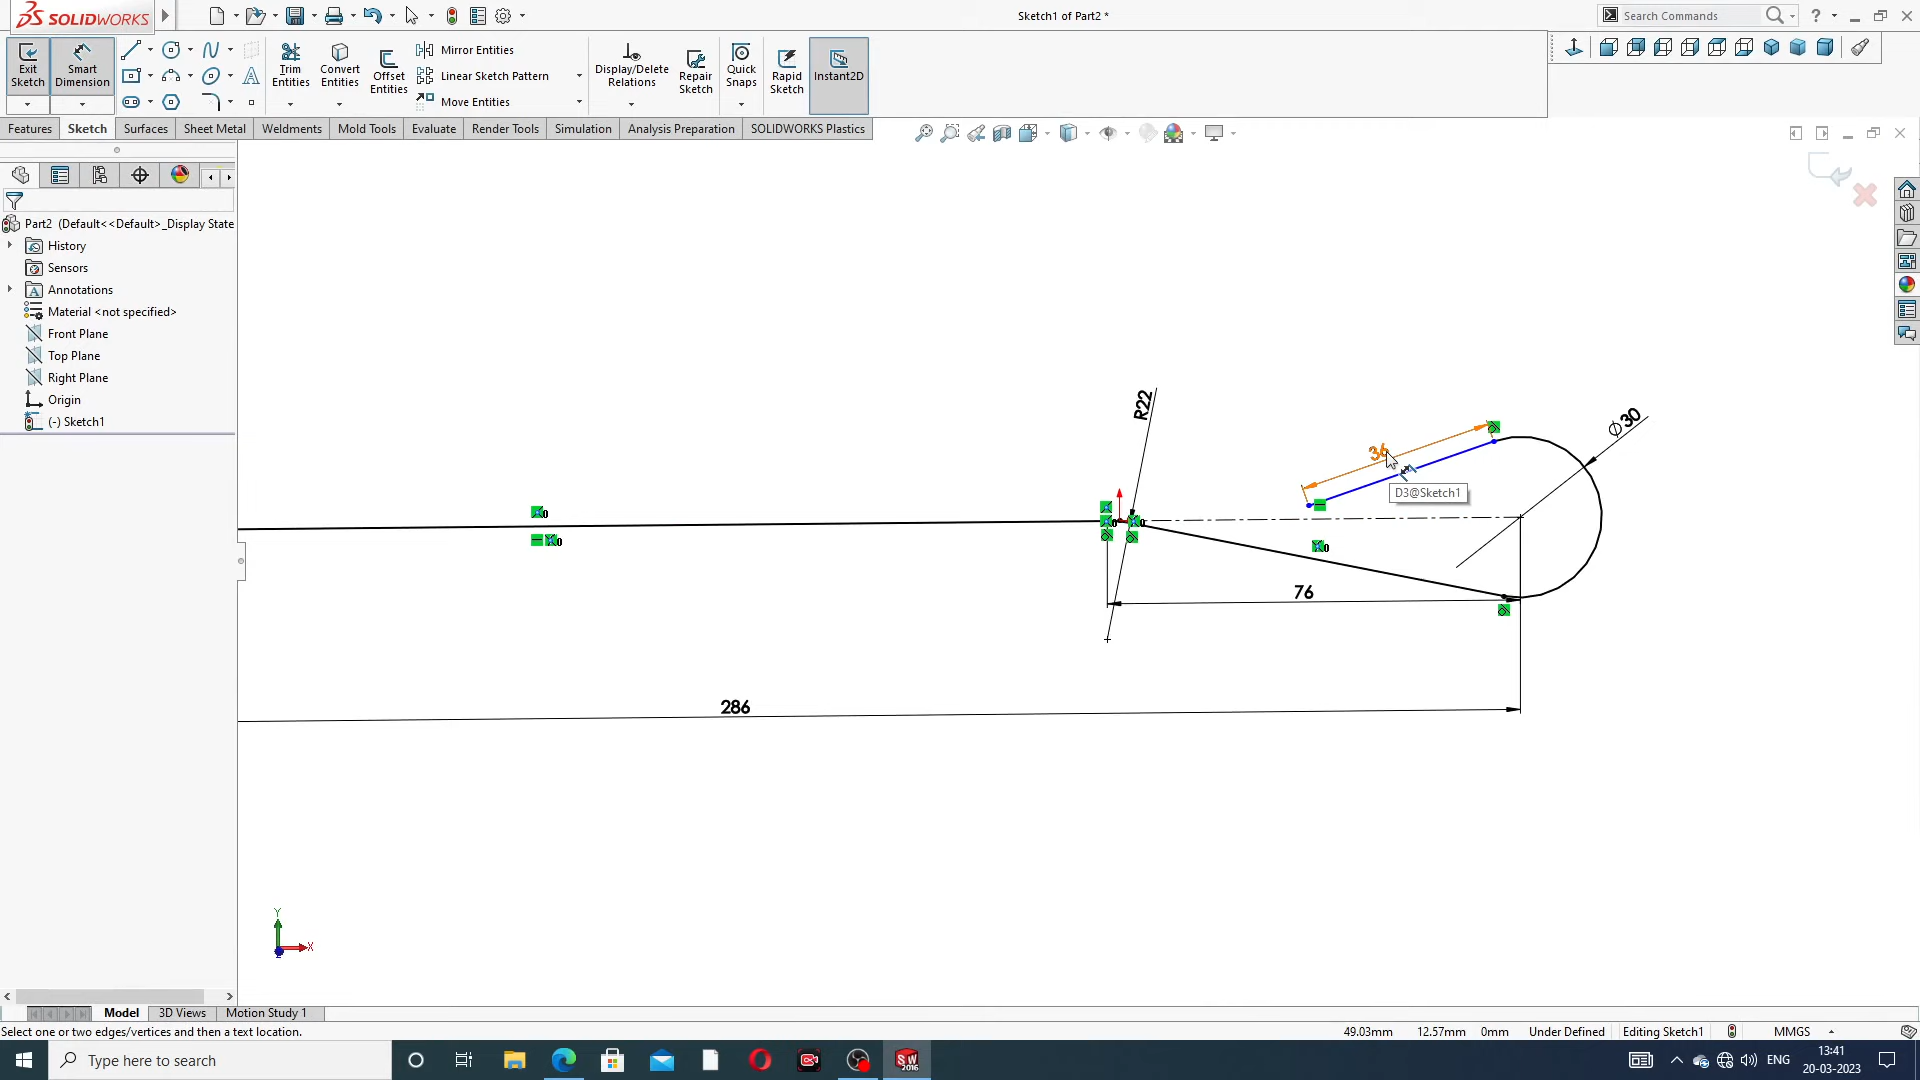 SOLIDWORKS
Sketch1 of Part2 *
Search Commands
Exit
Sketch
Smart
Dimension
Trim
Entities
Convert
Entities
Offset
Entities
Mirror Entities
Linear Sketch Pattern
Move Entities
Display/Delete
Relations
Repair
Sketch
Quick
Snaps
Rapid
Sketch
Instant2D
Features
Sketch
Surfaces
Sheet Metal
Weldments
Mold Tools
Evaluate
Render Tools
Simulation
Analysis Preparation
SOLIDWORKS Plastics
Part2 (Default<<Default>_Display State
History
Sensors
Annotations
Material <not specified>
Front Plane
Top Plane
Right Plane
Origin
(-) Sketch1
R22
36
∅30
D3@Sketch1
76
286
Y
X
Model
3D Views
Motion Study 1
Select one or two edges/vertices and then a text location.
49.03mm
12.57mm
0mm
Under Defined
Editing Sketch1
MMGS
Type here to search
SW
2016
ENG
13:41
20-03-2023